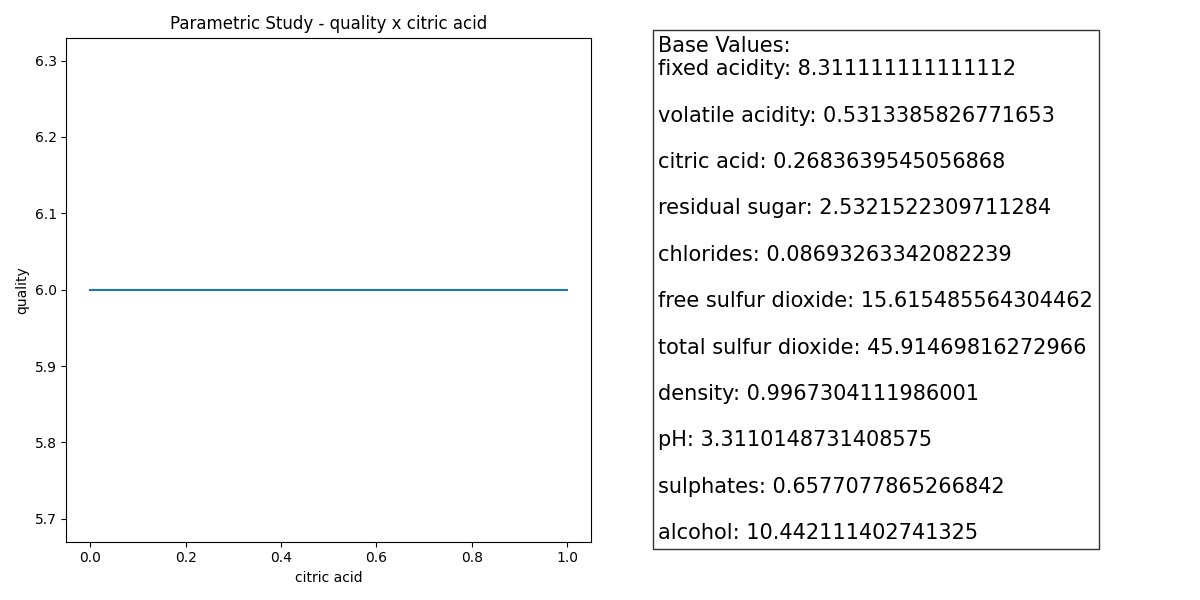 Parametric Study - quality x citric acid
6.3
6.2
6.1
6.0
5.9
5.8
5.7
quality
0.0 0.2 0.4 0.6 0.8 1.0
citric acid
Base Values:
fixed acidity: 8.311111111111112
volatile acidity: 0.5313385826771653
citric acid: 0.2683639545056868
residual sugar: 2.5321522309711284
chlorides: 0.08693263342082239
free sulfur dioxide: 15.615485564304462
total sulfur dioxide: 45.91469816272966
density: 0.9967304111986001
pH: 3.3110148731408575
sulphates: 0.6577077865266842
alcohol: 10.442111402741325